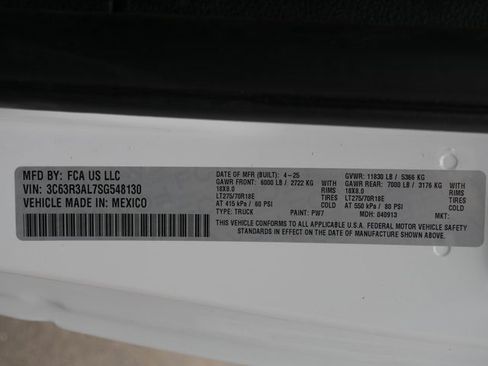 MFD BY: FCA US LLC
VIN: 3C63R3AL7SG548130
VEHICLE MADE IN: MEXICO
DATE OF MFR (BUILT): 4-25 GVWR: 11830 LB / 5366 KG
GAWR FRONT: 6000 LB / 2722 KG WITH GAWR REAR: 7000 LB / 3176 KG WITH
18X8.0 RIMS 18X8.0 RIMS
LT275/70R18E TIRES LT275/70R18E TIRES
AT 415 kPa / 60 PSI COLD AT 550 kPa / 80 PSI COLD
TYPE: TRUCK PAINT: PW7 MDH: 040913 MKT:
THIS VEHICLE CONFORMS TO ALL APPLICABLE U.S.A. FEDERAL MOTOR VEHICLE SAFETY
STANDARDS IN EFFECT ON THE DATE OF MANUFACTURE SHOWN ABOVE.